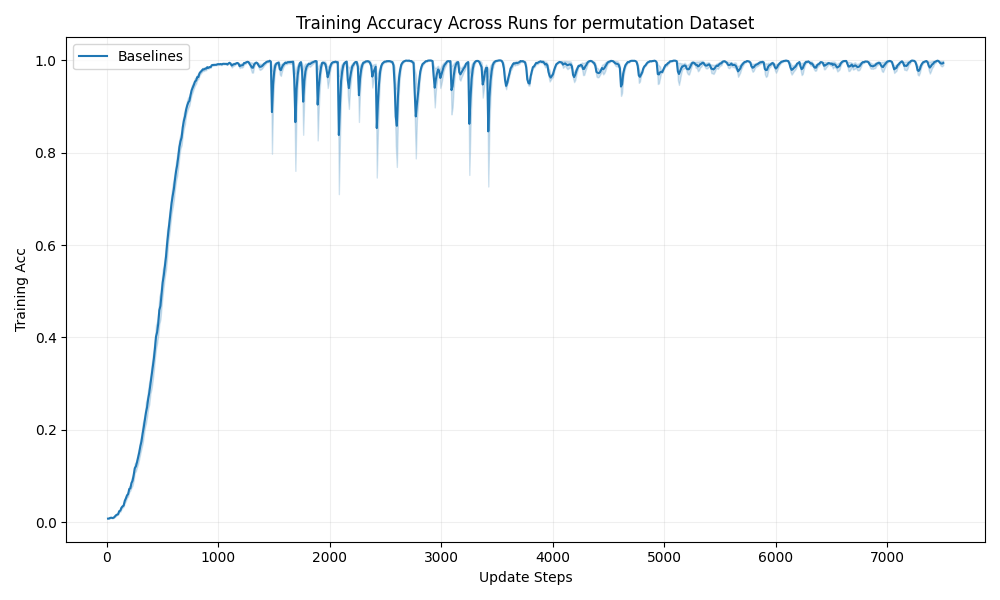 Training Accuracy Across Runs for permutation Dataset
Baselines
Training Acc
1.0
0.8
0.6
0.4
0.2
0.0
0 1000 2000 3000 4000 5000 6000 7000
Update Steps